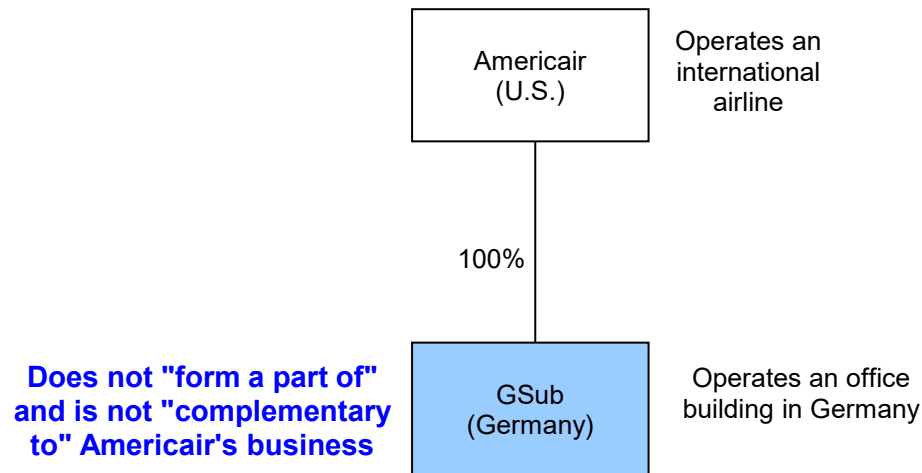 Americair
(U.S.)
Operates an
international
airline
100%
Does not "form a part of"
and is not "complementary
to" Americair's business
GSub
(Germany)
Operates an office
building in Germany